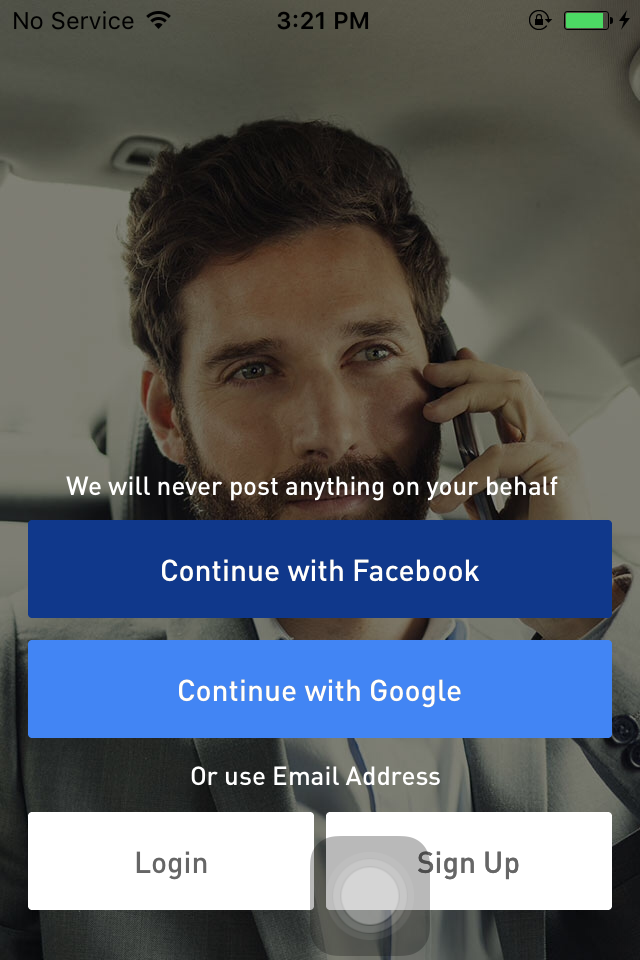 No Service 3:21 PM
We will never post anything on your behalf
Continue with Facebook
Continue with Google
Or use Email Address
Login Sign Up